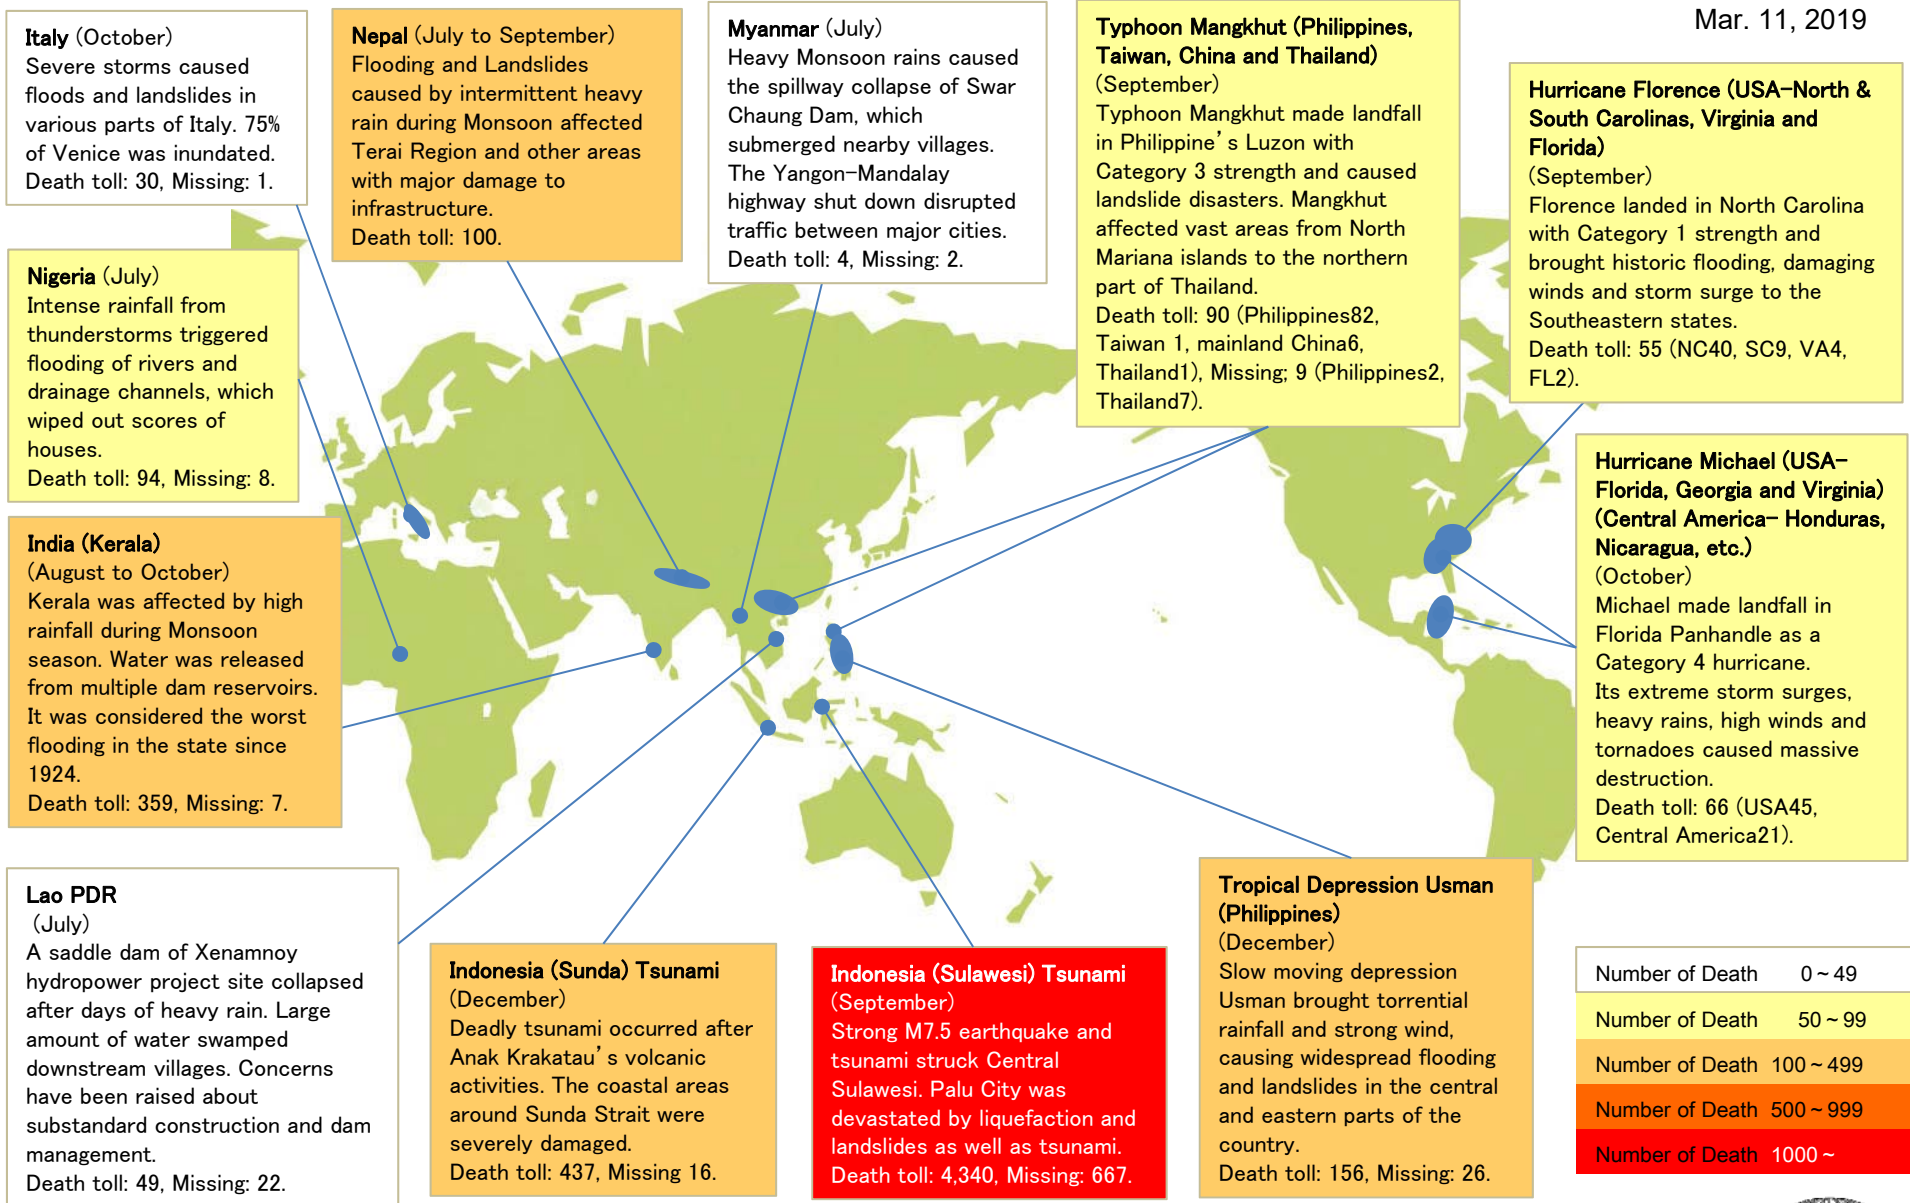 Mar. 11, 2019
Italy (October)
Severe storms caused
floods and landslides in
various parts of Italy. 75%
of Venice was inundated.
Death toll: 30, Missing: 1.
Nepal (July to September)
Flooding and Landslides
caused by intermittent heavy
rain during Monsoon affected
Terai Region and other areas
with major damage to
infrastructure.
Death toll: 100.
Myanmar (July)
Heavy Monsoon rains caused
the spillway collapse of Swar
Chaung Dam, which
submerged nearby villages.
The Yangon-Mandalay
highway shut down disrupted
traffic between major cities.
Death toll: 4, Missing: 2.
Typhoon Mangkhut (Philippines,
Taiwan, China and Thailand)
(September)
Typhoon Mangkhut made landfall
in Philippine's Luzon with
Category 3 strength and caused
landslide disasters. Mangkhut
affected vast areas from North
Mariana islands to the northern
part of Thailand.
Death toll: 90 (Philippines82,
Taiwan 1, mainland China6,
Thailand1), Missing; 9 (Philippines2,
Thailand7).
Hurricane Florence (USA-North &
South Carolinas, Virginia and
Florida)
(September)
Florence landed in North Carolina
with Category 1 strength and
brought historic flooding, damaging
winds and storm surge to the
Southeastern states.
Death toll: 55 (NC40, SC9, VA4,
FL2).
Nigeria (July)
Intense rainfall from
thunderstorms triggered
flooding of rivers and
drainage channels, which
wiped out scores of
houses.
Death toll: 94, Missing: 8.
Hurricane Michael (USA-
Florida, Georgia and Virginia)
(Central America- Honduras,
Nicaragua, etc.)
(October)
Michael made landfall in
Florida Panhandle as a
Category 4 hurricane.
Its extreme storm surges,
heavy rains, high winds and
tornadoes caused massive
destruction.
Death toll: 66 (USA45,
Central America21).
India (Kerala)
(August to October)
Kerala was affected by high
rainfall during Monsoon
season. Water was released
from multiple dam reservoirs.
It was considered the worst
flooding in the state since
1924.
Death toll: 359, Missing: 7.
Lao PDR
(July)
A saddle dam of Xenamnoy
hydropower project site collapsed
after days of heavy rain. Large
amount of water swamped
downstream villages. Concerns
have been raised about
substandard construction and dam
management.
Death toll: 49, Missing: 22.
Indonesia (Sunda) Tsunami
(December)
Deadly tsunami occurred after
Anak Krakatau's volcanic
activities. The coastal areas
around Sunda Strait were
severely damaged.
Death toll: 437, Missing 16.
Indonesia (Sulawesi) Tsunami
(September)
Strong M7.5 earthquake and
tsunami struck Central
Sulawesi. Palu City was
devastated by liquefaction and
landslides as well as tsunami.
Death toll: 4,340, Missing: 667.
Tropical Depression Usman
(Philippines)
(December)
Slow moving depression
Usman brought torrential
rainfall and strong wind,
causing widespread flooding
and landslides in the central
and eastern parts of the
country.
Death toll: 156, Missing: 26.
Number of Death 0~49
Number of Death 50~99
Number of Death 100~499
Number of Death 500~999
Number of Death 1000~